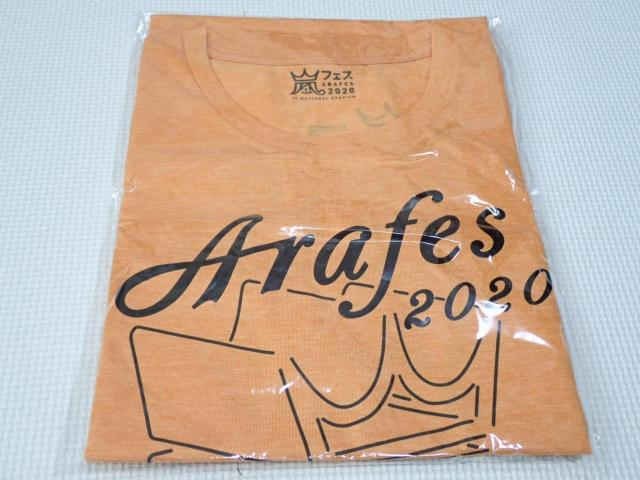 嵐フェス
ARAFES
2020
AT NATIONAL STADIUM
Arafes
2020